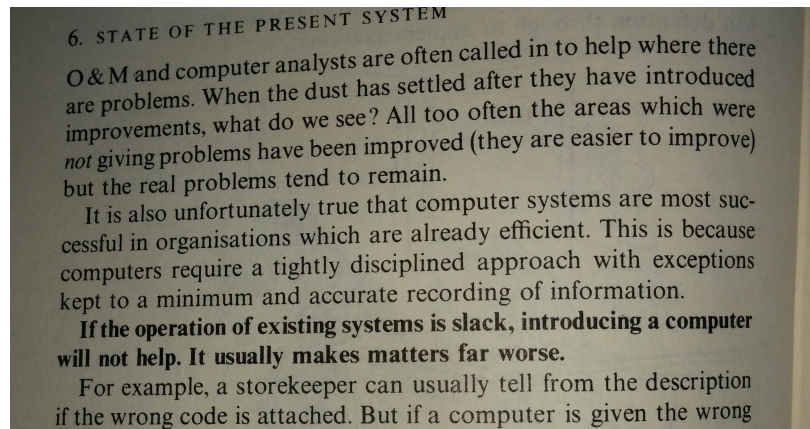 6. STATE OF THE PRESENT SYSTEM
O & M and computer analysts are often called in to help where there
are problems. When the dust has settled after they have introduced
improvements, what do we see? All too often the areas which were
not giving problems have been improved (they are easier to improve)
but the real problems tend to remain.
It is also unfortunately true that computer systems are most suc-
cessful in organisations which are already efficient. This is because
computers require a tightly disciplined approach with exceptions
kept to a minimum and accurate recording of information.
If the operation of existing systems is slack, introducing a computer
will not help. It usually makes matters far worse.
For example, a storekeeper can usually tell from the description
if the wrong code is attached. But if a computer is given the wrong